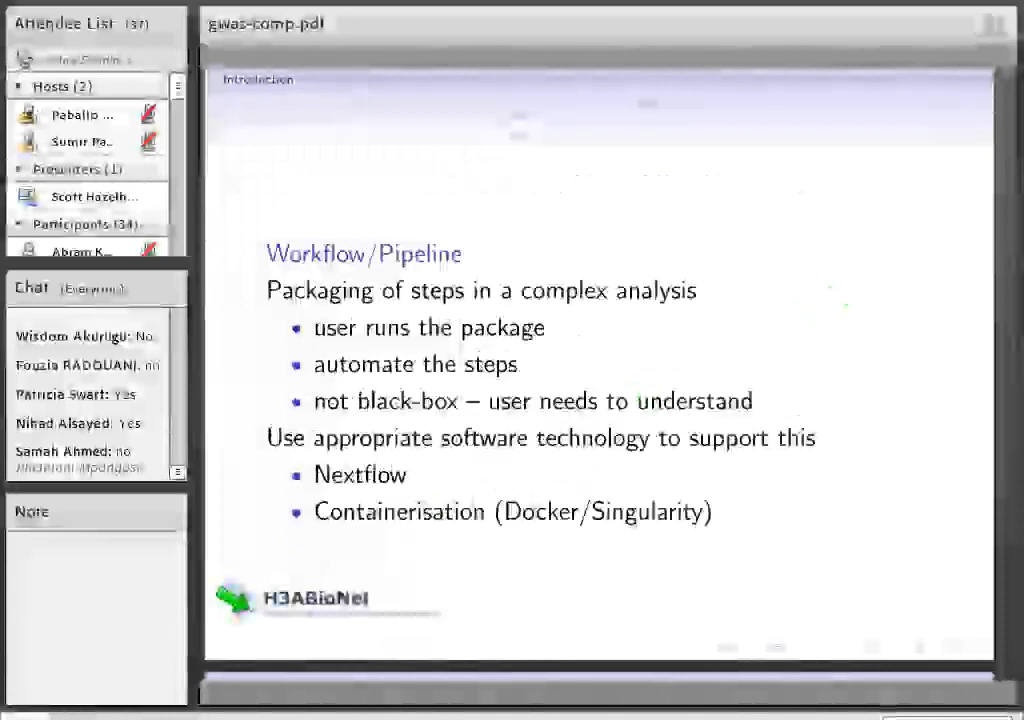 Attendee List (37)
Hosts (2)
Paballo ...
Sumir Pa..
Presenters (1)
Scott Hazelh...
Participants (34)
Abram K...
Chat (Everyone)
Wisdom Akurugu: No
Fouzia RADOUANI: no
Patricia Swart: Yes
Nihad Alsayed: Yes
Samah Ahmed: no
Note
gwas-comp.pdf
Introduction
Workflow/Pipeline
Packaging of steps in a complex analysis
• user runs the package
• automate the steps
• not black-box – user needs to understand
Use appropriate software technology to support this
• Nextflow
• Containerisation (Docker/Singularity)
H3ABioNet